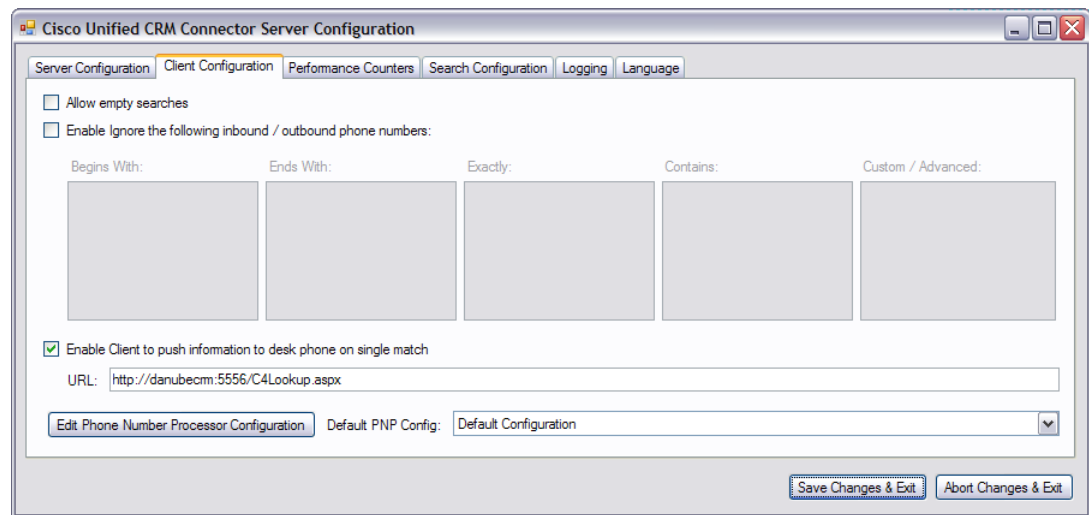 Cisco Unified CRM Connector Server Configuration
Server Configuration Client Configuration Performance Counters Search Configuration Logging Language
Allow empty searches
Enable Ignore the following inbound / outbound phone numbers:
Begins With: Ends With: Exactly: Contains: Custom / Advanced:
Enable Client to push information to desk phone on single match
URL: http://danubecrm:5556/C4Lookup.aspx
Edit Phone Number Processor Configuration Default PNP Config: Default Configuration
Save Changes & Exit Abort Changes & Exit